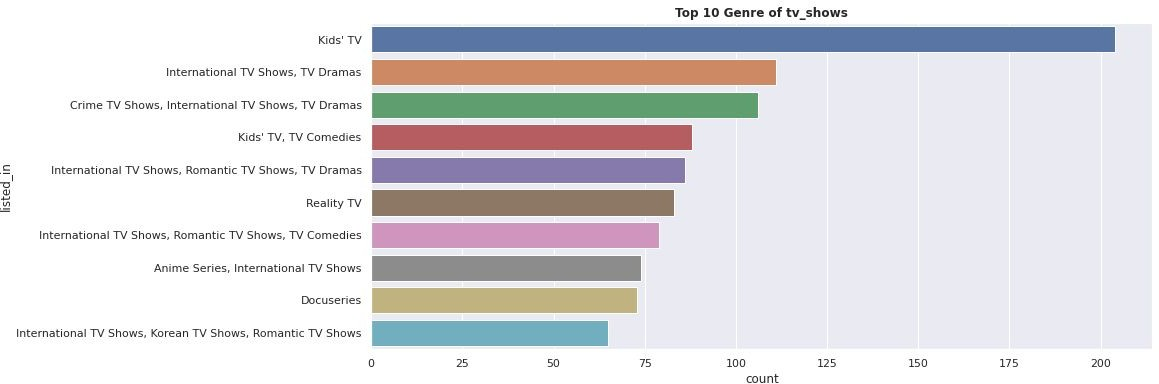 Top 10 Genre of tv_shows
Kids' TV
International TV Shows, TV Dramas
Crime TV Shows, International TV Shows, TV Dramas
Kids' TV, TV Comedies
International TV Shows, Romantic TV Shows, TV Dramas
Reality TV
International TV Shows, Romantic TV Shows, TV Comedies
Anime Series, International TV Shows
Docuseries
International TV Shows, Korean TV Shows, Romantic TV Shows
listed_in
0 25 50 75 100 125 150 175 200
count